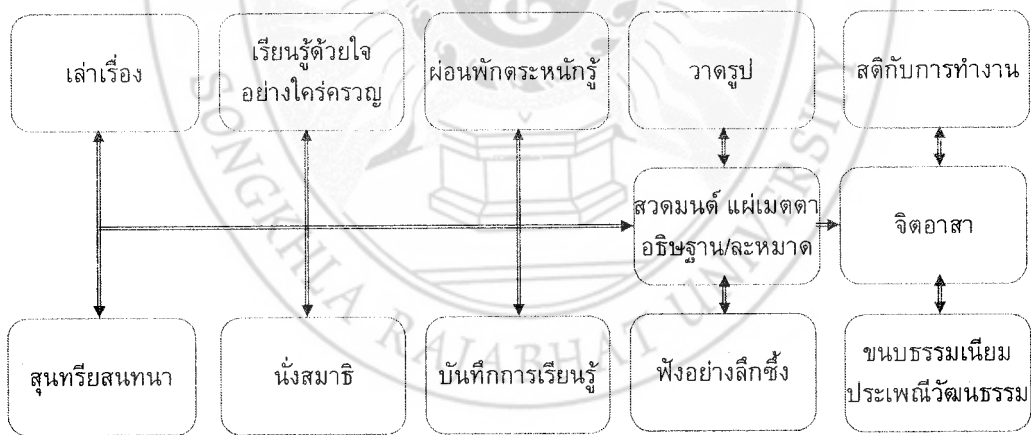 เล่าเรื่อง
เรียนรู้ด้วยใจ
อย่างใคร่ครวญ
ผ่อนพักตระหนักรู้
วาดรูป
สติกับการทำงาน
สวดมนต์ แผ่เมตตา
อธิษฐาน/ละหมาด
จิตอาสา
สุนทรียสนทนา
นั่งสมาธิ
บันทึกการเรียนรู้
ฟังอย่างลึกซึ้ง
ขนบธรรมเนียม
ประเพณีวัฒนธรรม
SONGKHLA RAJABHAT UNIVERSITY